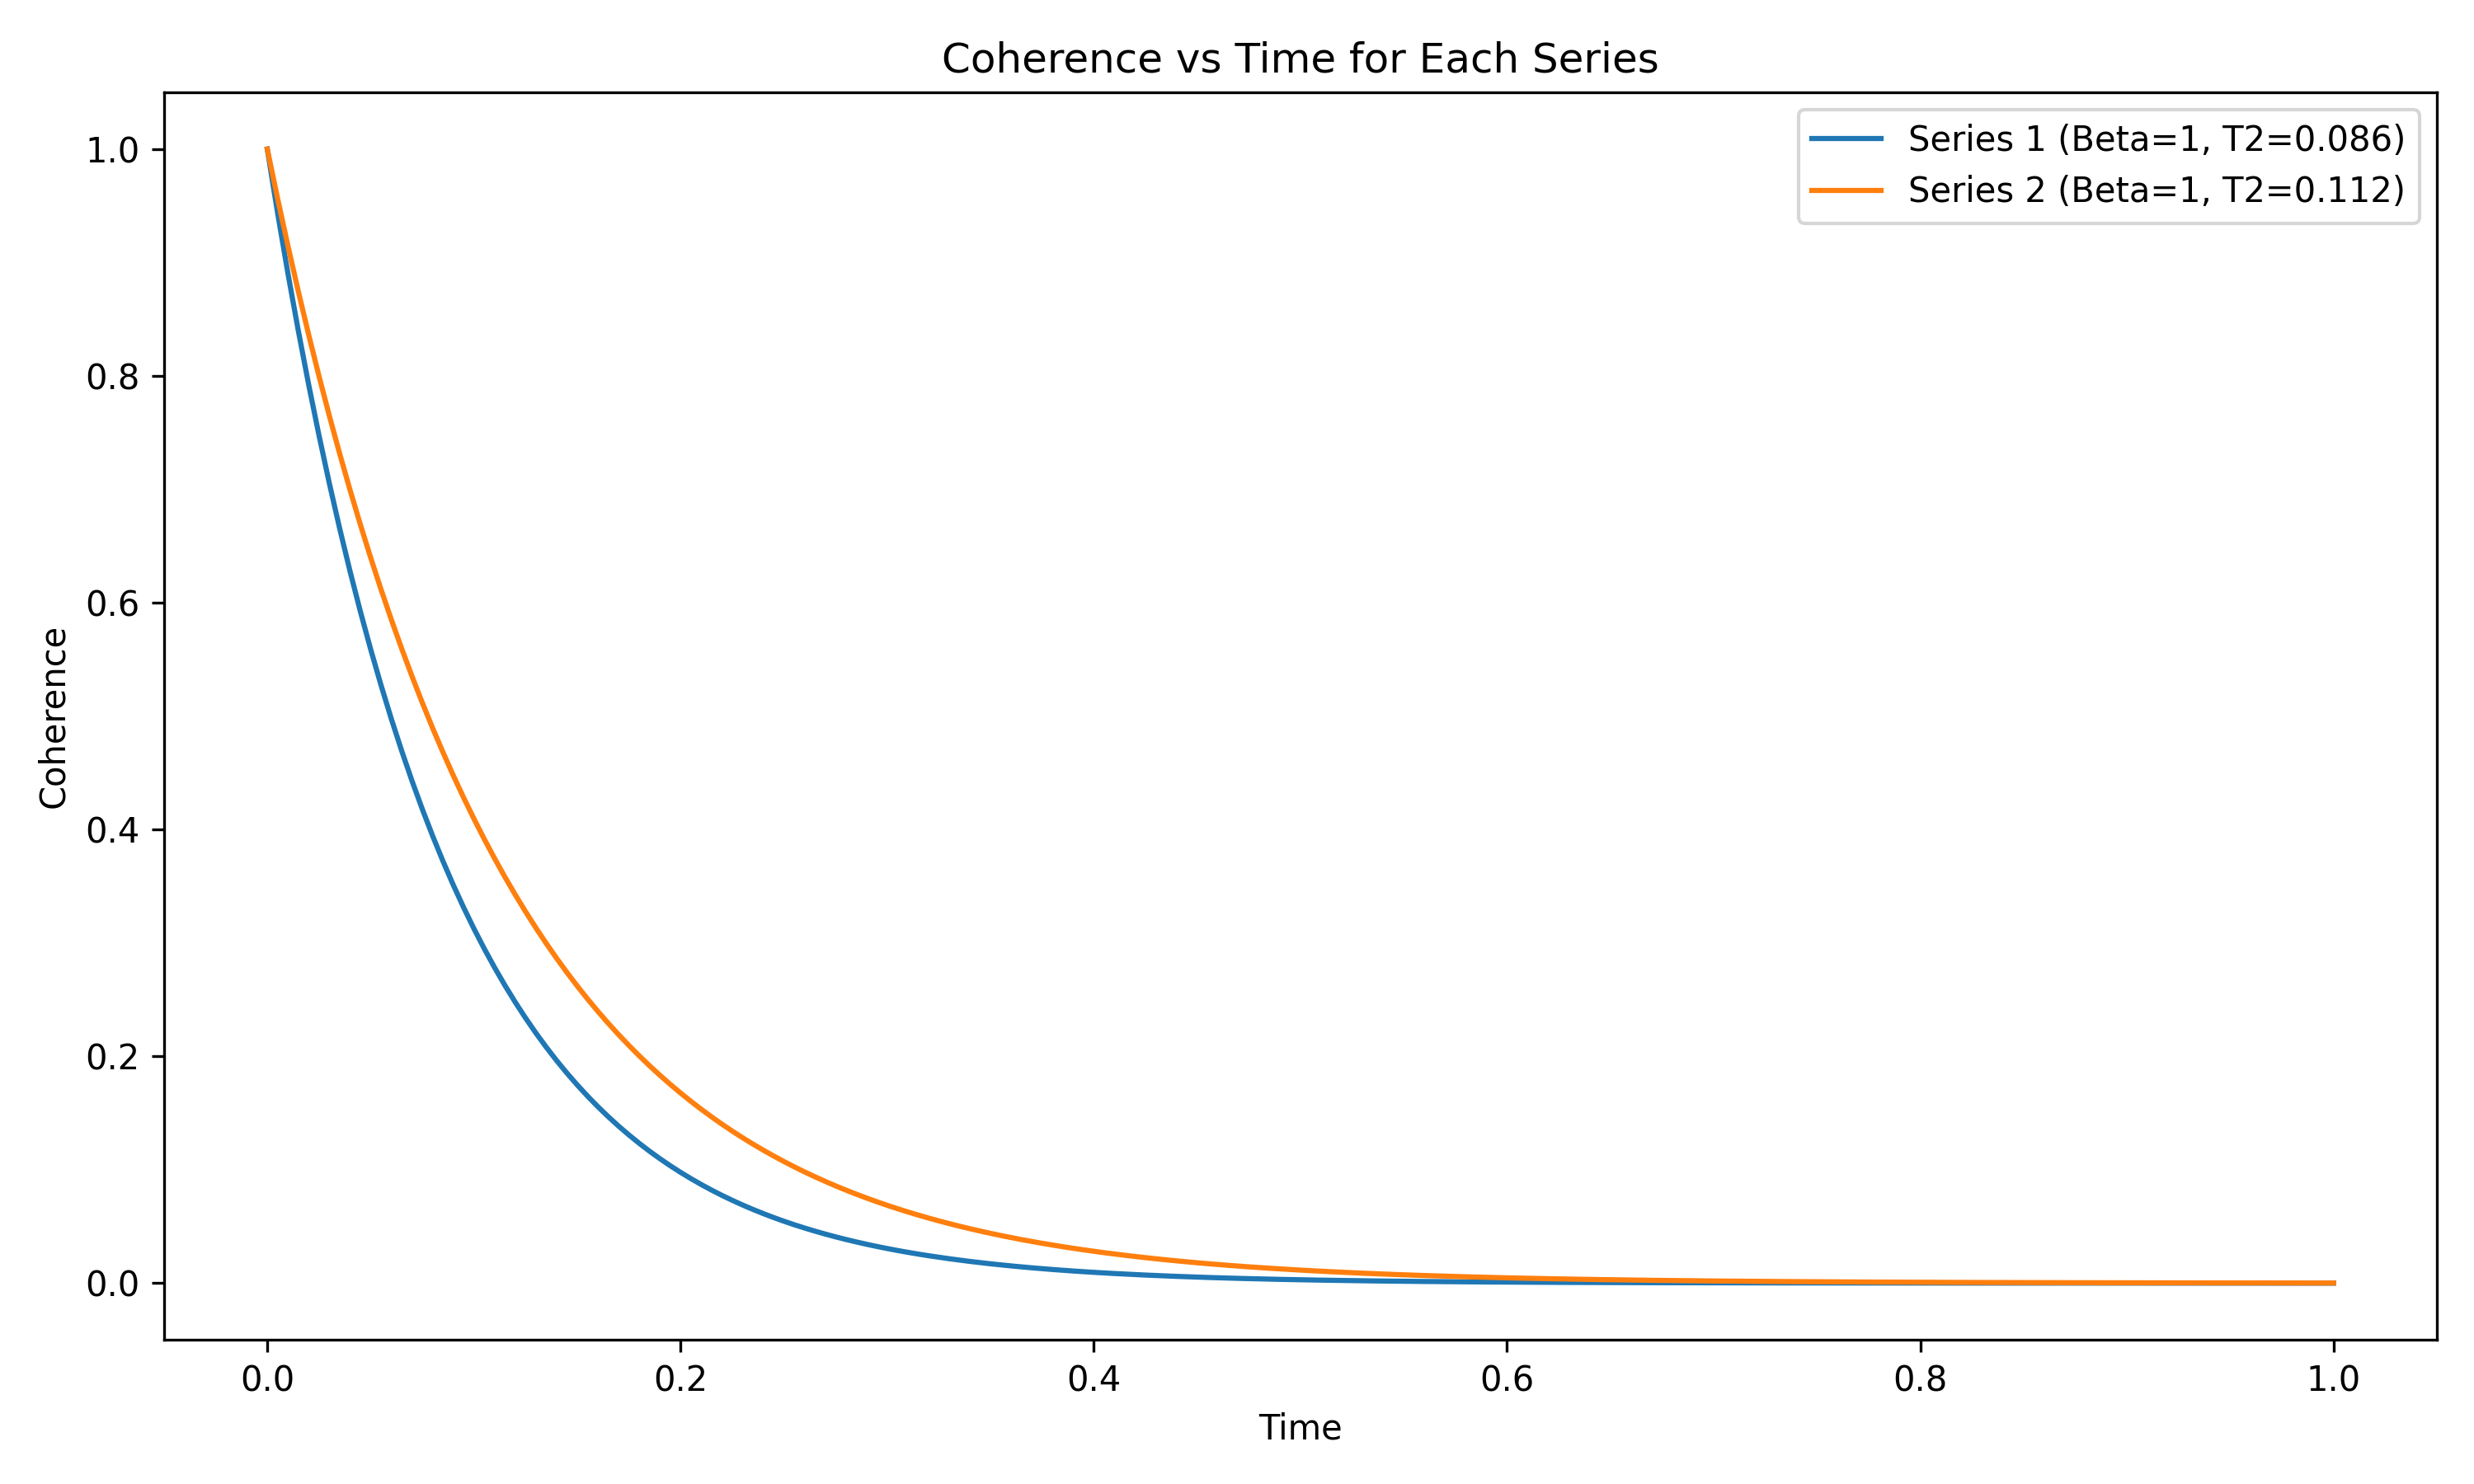 Coherence vs Time for Each Series
Series 1 (Beta=1, T2=0.086)
Series 2 (Beta=1, T2=0.112)
Coherence
1.0
0.8
0.6
0.4
0.2
0.0
0.0 0.2 0.4 0.6 0.8 1.0
Time